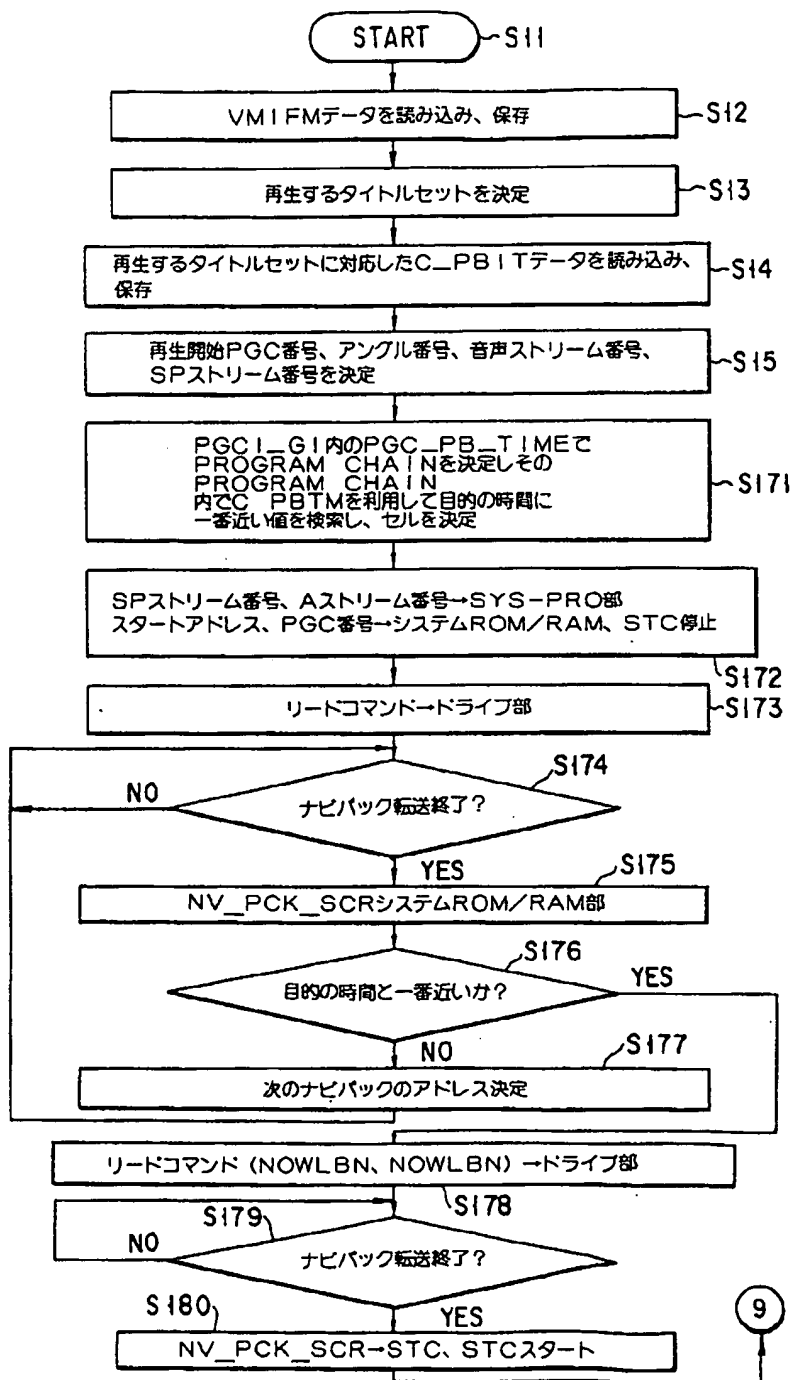 START
S11
VMIFMデータを読み込み、保存
S12
再生するタイトルセットを決定
S13
再生するタイトルセットに対応したC_PBITデータを読み込み、
保存
S14
再生開始PGC番号、アングル番号、音声ストリーム番号、
SPストリーム番号を決定
S15
PGCI_GI内のPGC_PB_TIMEで
PROGRAM CHAINを決定しその
PROGRAM CHAIN
内でC PBTMを利用して目的の時間に
一番近い値を検索し、セルを決定
S171
SPストリーム番号、Aストリーム番号→SYS-PRO部
スタートアドレス、PGC番号→システムROM/RAM、STC停止
S172
リードコマンド→ドライブ部
S173
S174
NO
ナビパック転送終了?
YES
S175
NV_PCK_SCRシステムROM/RAM部
S176
目的の時間と一番近いか?
YES
NO
S177
次のナビパックのアドレス決定
リードコマンド(NOWLBN、NOWLBN)→ドライブ部
S178
S179
NO
ナビパック転送終了?
YES
S180
9
NV_PCK_SCR→STC、STCスタート